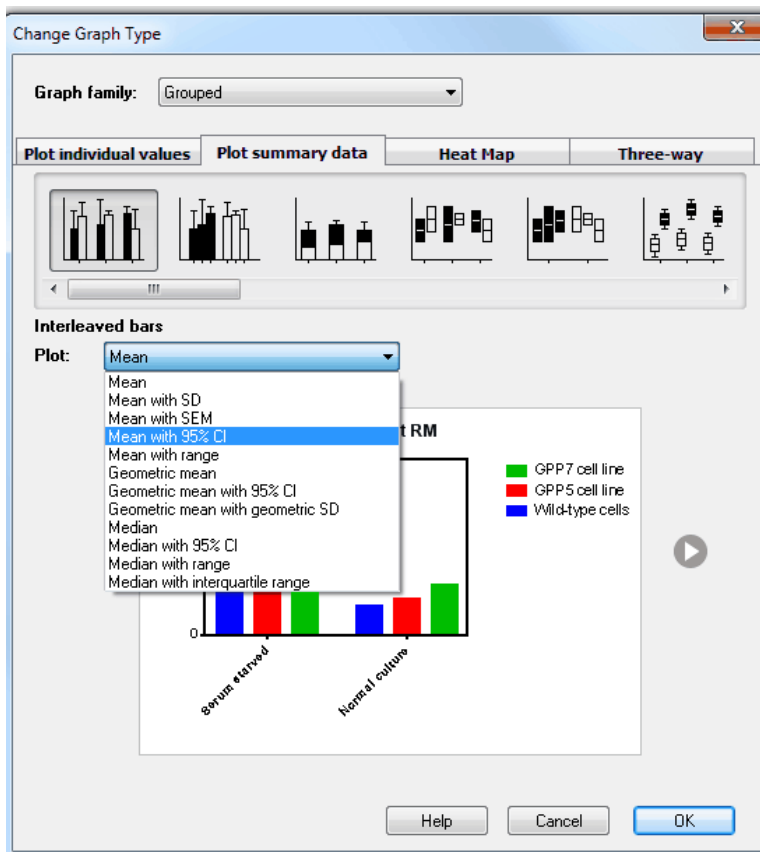 Change Graph Type
Graph family: Grouped
Plot individual values Plot summary data Heat Map Three-way
Interleaved bars
Plot: Mean
Mean
Mean with SD
Mean with SEM
Mean with 95% CI
Mean with range
Geometric mean
Geometric mean with 95% CI
Geometric mean with geometric SD
Median
Median with 95% CI
Median with range
Median with interquartile range
t RM
GPP7 cell line
GPP5 cell line
Wild-type cells
0
Serum starved
Normal culture
Help Cancel OK